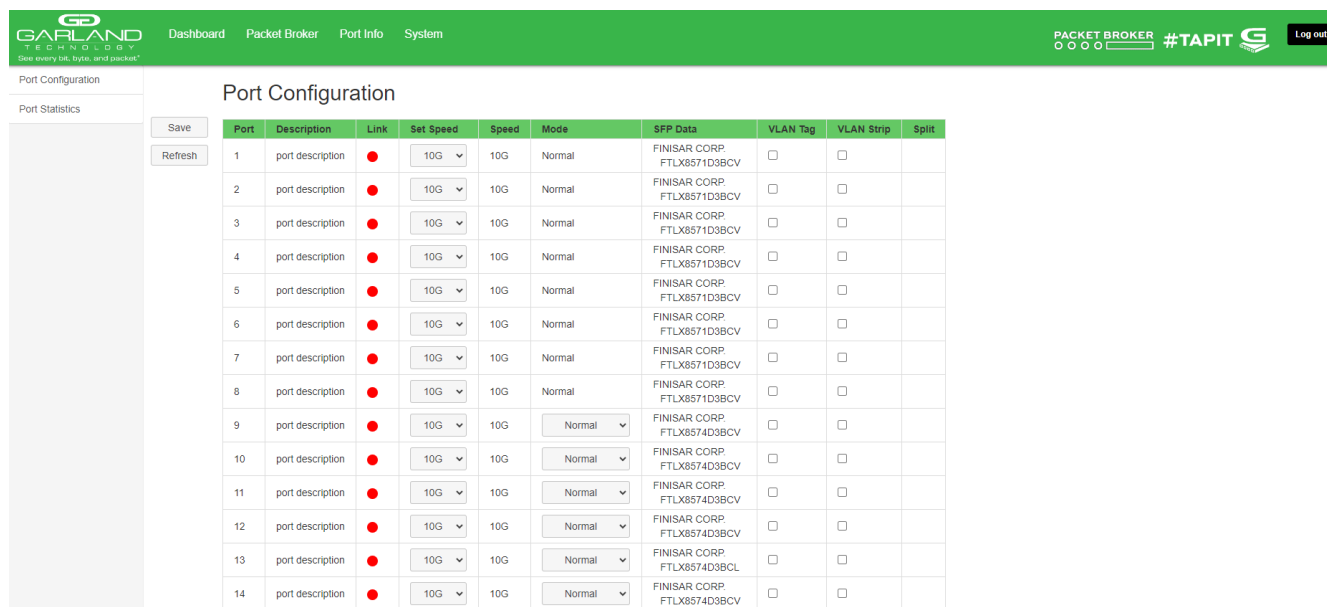 GARLAND
TECHNOLOGY
See every bit, byte, and packet®
Dashboard Packet Broker Port Info System
PACKET BROKER #TAPIT
Log out
Port Configuration
Port Statistics
Port Configuration
Save
Refresh
Port Description Link Set Speed Speed Mode SFP Data VLAN Tag VLAN Strip Split
1 port description 10G 10G Normal FINISAR CORP.
FTLX8571D3BCV
2 port description 10G 10G Normal FINISAR CORP.
FTLX8571D3BCV
3 port description 10G 10G Normal FINISAR CORP.
FTLX8571D3BCV
4 port description 10G 10G Normal FINISAR CORP.
FTLX8571D3BCV
5 port description 10G 10G Normal FINISAR CORP.
FTLX8571D3BCV
6 port description 10G 10G Normal FINISAR CORP.
FTLX8571D3BCV
7 port description 10G 10G Normal FINISAR CORP.
FTLX8571D3BCV
8 port description 10G 10G Normal FINISAR CORP.
FTLX8571D3BCV
9 port description 10G 10G Normal FINISAR CORP.
FTLX8574D3BCV
10 port description 10G 10G Normal FINISAR CORP.
FTLX8574D3BCV
11 port description 10G 10G Normal FINISAR CORP.
FTLX8574D3BCV
12 port description 10G 10G Normal FINISAR CORP.
FTLX8574D3BCV
13 port description 10G 10G Normal FINISAR CORP.
FTLX8574D3BCL
14 port description 10G 10G Normal FINISAR CORP.
FTLX8574D3BCV